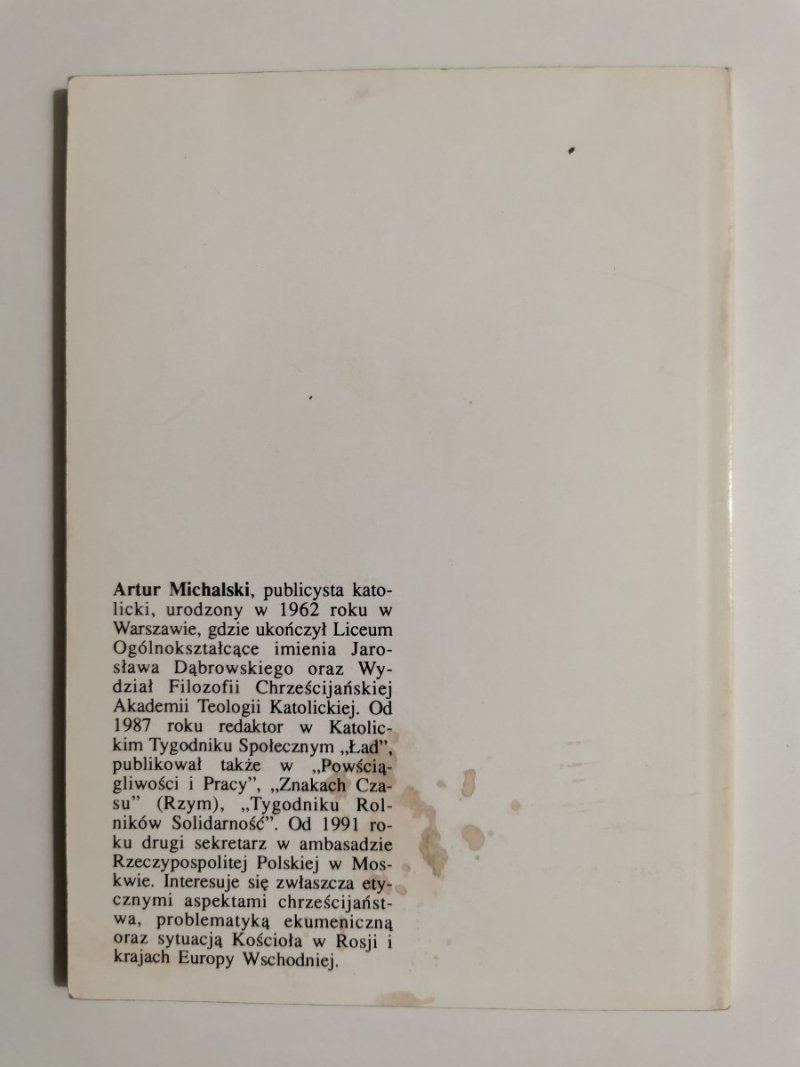 Artur Michalski, publicysta kato-
licki, urodzony w 1962 roku w
Warszawie, gdzie ukończył Liceum
Ogólnokształcące imienia Jaro-
sława Dąbrowskiego oraz Wy-
dział Filozofii Chrześcijańskiej
Akademii Teologii Katolickiej. Od
1987 roku redaktor w Katolic-
kim Tygodniku Społecznym „Ład”,
publikował także w „Powścią-
gliwości i Pracy”, „Znakach Cza-
su” (Rzym), „Tygodniku Rol-
ników Solidarność”. Od 1991 ro-
ku drugi sekretarz w ambasadzie
Rzeczypospolitej Polskiej w Mos-
kwie. Interesuje się zwłaszcza ety-
cznymi aspektami chrześcijańst-
wa, problematyką ekumeniczną
oraz sytuacją Kościoła w Rosji i
krajach Europy Wschodniej.